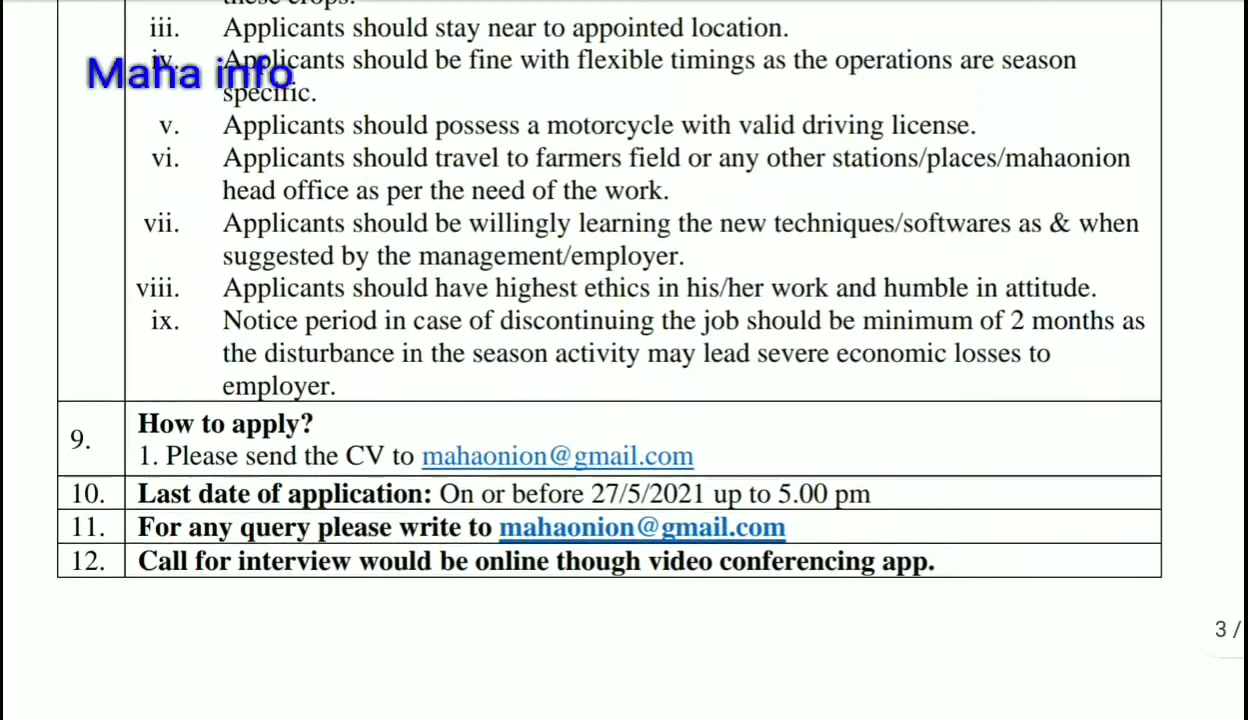 these crops.
iii. Applicants should stay near to appointed location.
Maha info
iv. Applicants should be fine with flexible timings as the operations are season
specific.
v. Applicants should possess a motorcycle with valid driving license.
vi. Applicants should travel to farmers field or any other stations/places/mahaonion
head office as per the need of the work.
vii. Applicants should be willingly learning the new techniques/softwares as & when
suggested by the management/employer.
viii. Applicants should have highest ethics in his/her work and humble in attitude.
ix. Notice period in case of discontinuing the job should be minimum of 2 months as
the disturbance in the season activity may lead severe economic losses to
employer.
9. How to apply?
1. Please send the CV to mahaonion@gmail.com
10. Last date of application: On or before 27/5/2021 up to 5.00 pm
11. For any query please write to mahaonion@gmail.com
12. Call for interview would be online though video conferencing app.
3 /